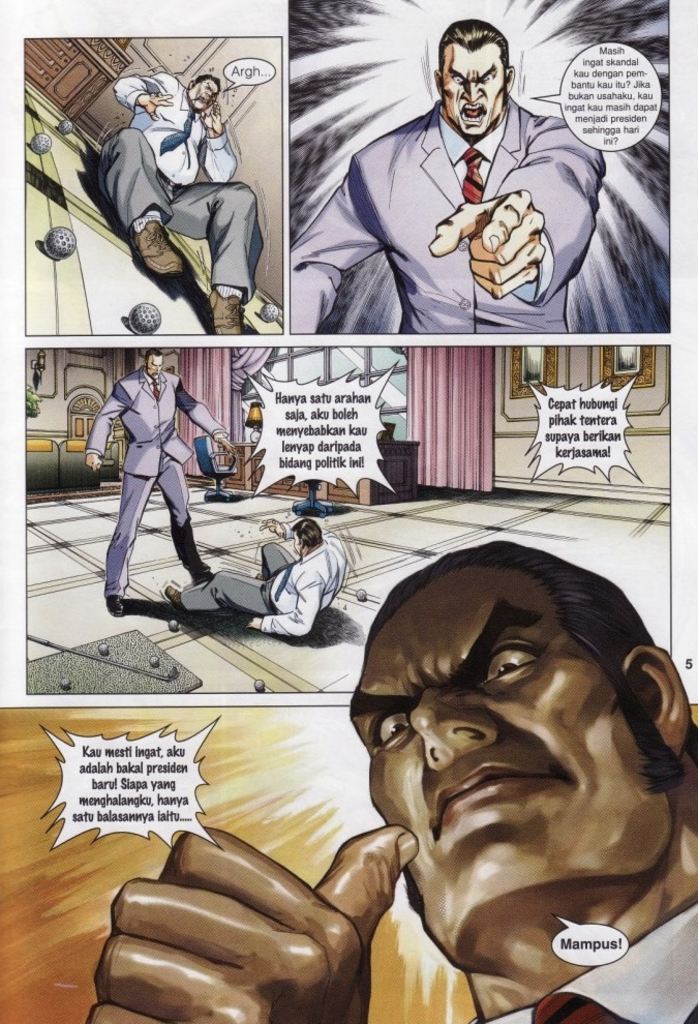 Argh...
Masih
ingat skandal
kau dengan pem-
bantu kau itu? Jika
bukan usahaku, kau
ingat kau masih dapat
menjadi presiden
sehingga hari
ini?
Hanya satu arahan
saja, aku boleh
menyebabkan kau
lenyap daripada
bidang politik ini!
Cepat hubungi
pihak tentera
supaya berikan
kerjasama!
5
Kau mesti ingat, aku
adalah bakal presiden
baru! Siapa yang
menghalangku, hanya
satu balasannya iaitu.....
Mampus!